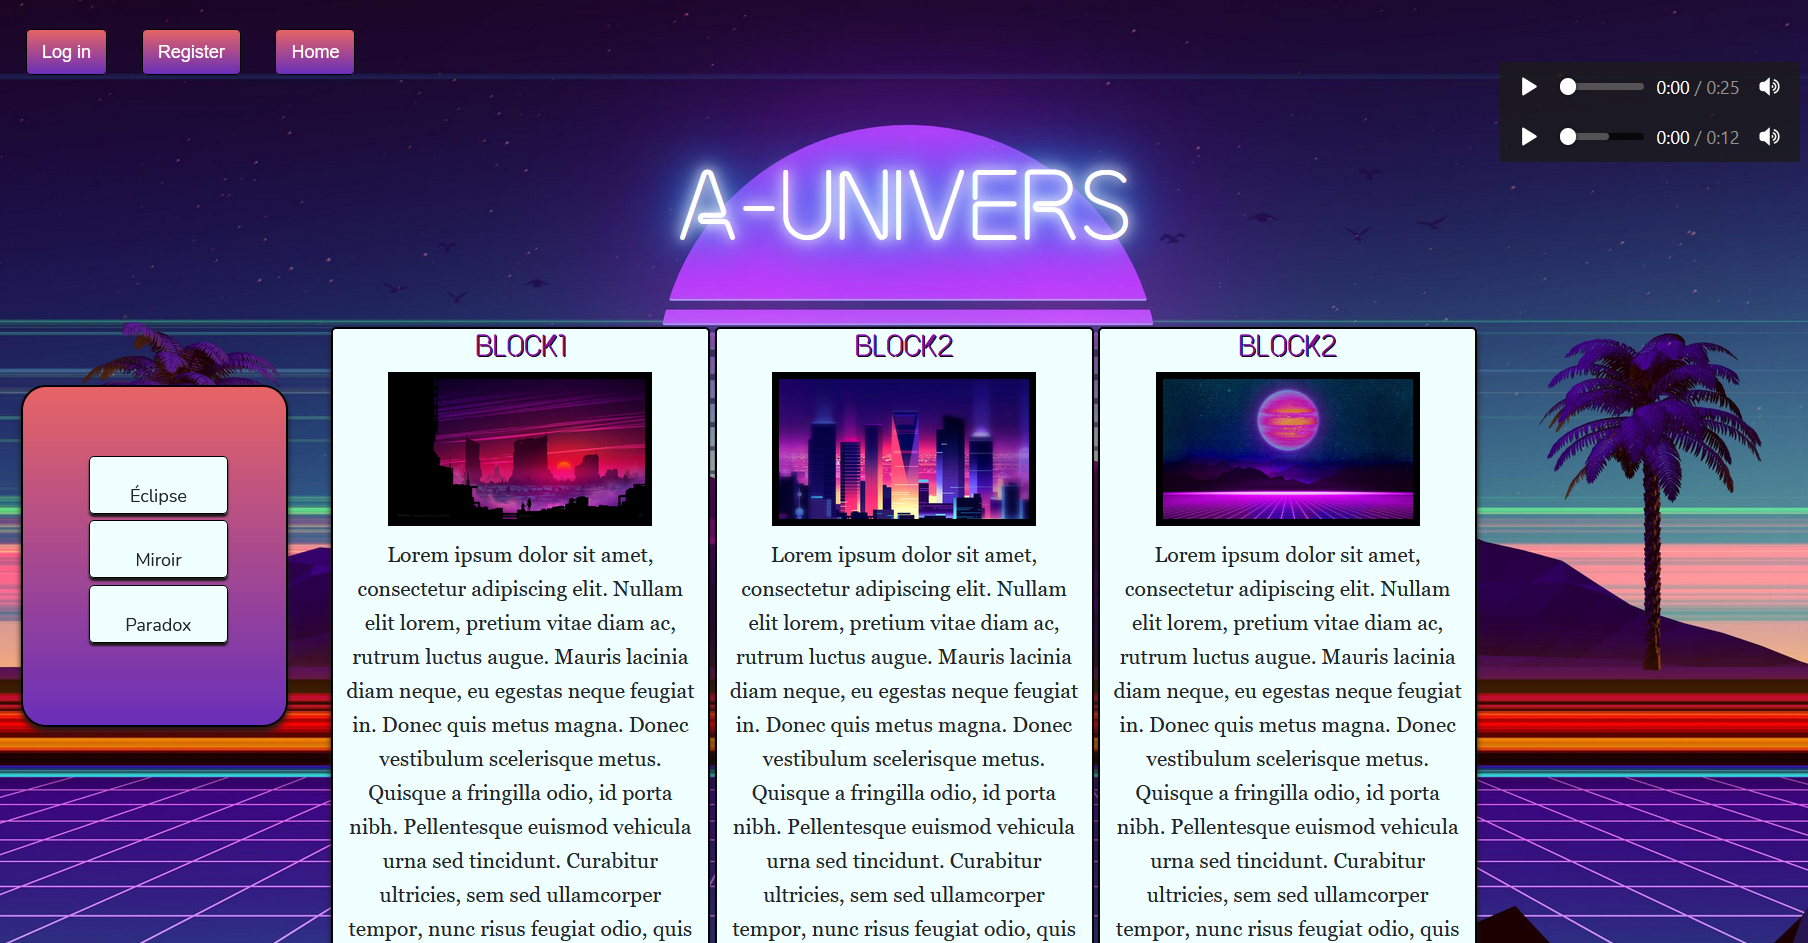 Log in
Register
Home
0:00 / 0:25
0:00 / 0:12
A-UNIVERS
Éclipse
Miroir
Paradox
BLOCK1
Lorem ipsum dolor sit amet,
consectetur adipiscing elit. Nullam
elit lorem, pretium vitae diam ac,
rutrum luctus augue. Mauris lacinia
diam neque, eu egestas neque feugiat
in. Donec quis metus magna. Donec
vestibulum scelerisque metus.
Quisque a fringilla odio, id porta
nibh. Pellentesque euismod vehicula
urna sed tincidunt. Curabitur
ultricies, sem sed ullamcorper
tempor, nunc risus feugiat odio, quis
BLOCK2
Lorem ipsum dolor sit amet,
consectetur adipiscing elit. Nullam
elit lorem, pretium vitae diam ac,
rutrum luctus augue. Mauris lacinia
diam neque, eu egestas neque feugiat
in. Donec quis metus magna. Donec
vestibulum scelerisque metus.
Quisque a fringilla odio, id porta
nibh. Pellentesque euismod vehicula
urna sed tincidunt. Curabitur
ultricies, sem sed ullamcorper
tempor, nunc risus feugiat odio, quis
BLOCK2
Lorem ipsum dolor sit amet,
consectetur adipiscing elit. Nullam
elit lorem, pretium vitae diam ac,
rutrum luctus augue. Mauris lacinia
diam neque, eu egestas neque feugiat
in. Donec quis metus magna. Donec
vestibulum scelerisque metus.
Quisque a fringilla odio, id porta
nibh. Pellentesque euismod vehicula
urna sed tincidunt. Curabitur
ultricies, sem sed ullamcorper
tempor, nunc risus feugiat odio, quis